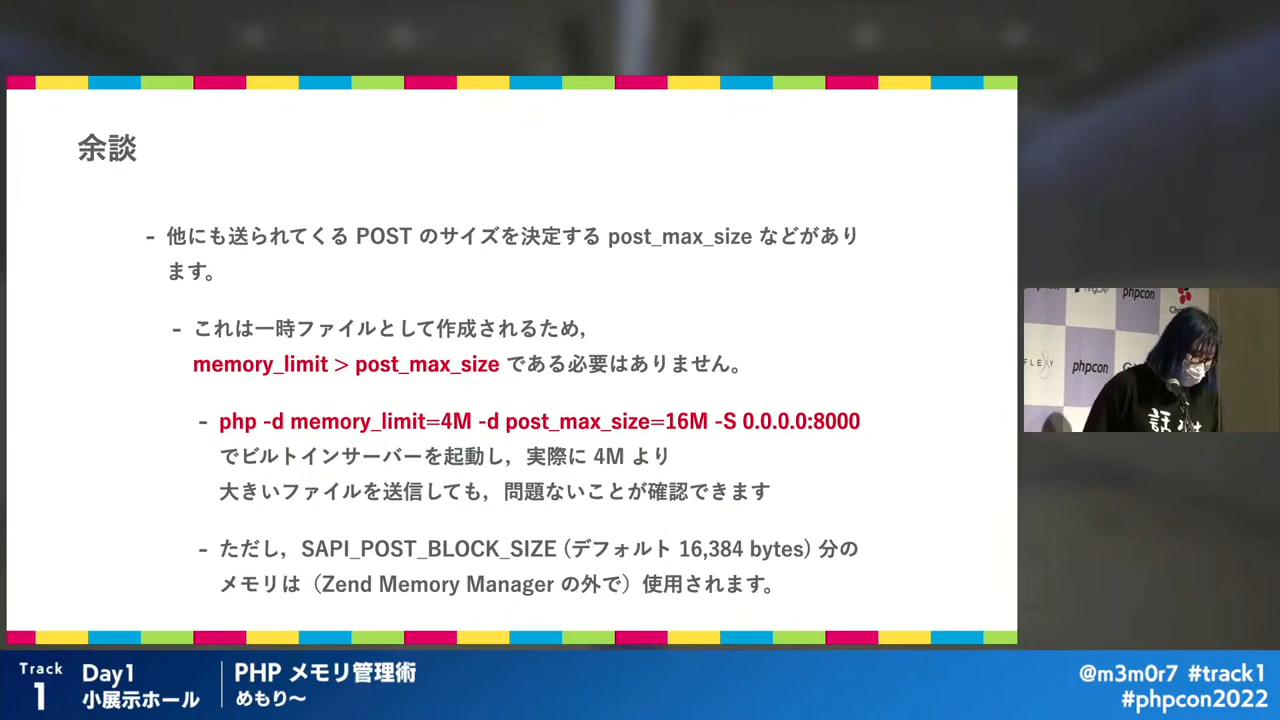 余談
- 他にも送られてくる POST のサイズを決定する post_max_size などがあり
ます。
- これは一時ファイルとして作成されるため,
memory_limit > post_max_size である必要はありません。
- php -d memory_limit=4M -d post_max_size=16M -S 0.0.0.0:8000
でビルトインサーバーを起動し, 実際に 4M より
大きいファイルを送信しても, 問題ないことが確認できます
- ただし, SAPI_POST_BLOCK_SIZE (デフォルト 16,384 bytes) 分の
メモリは（Zend Memory Manager の外で）使用されます。
phpcon
FLEXY
phpcon
Track
1
Day1
小展示ホール
PHP メモリ管理術
めもり〜
@m3m0r7 #track1
#phpcon2022